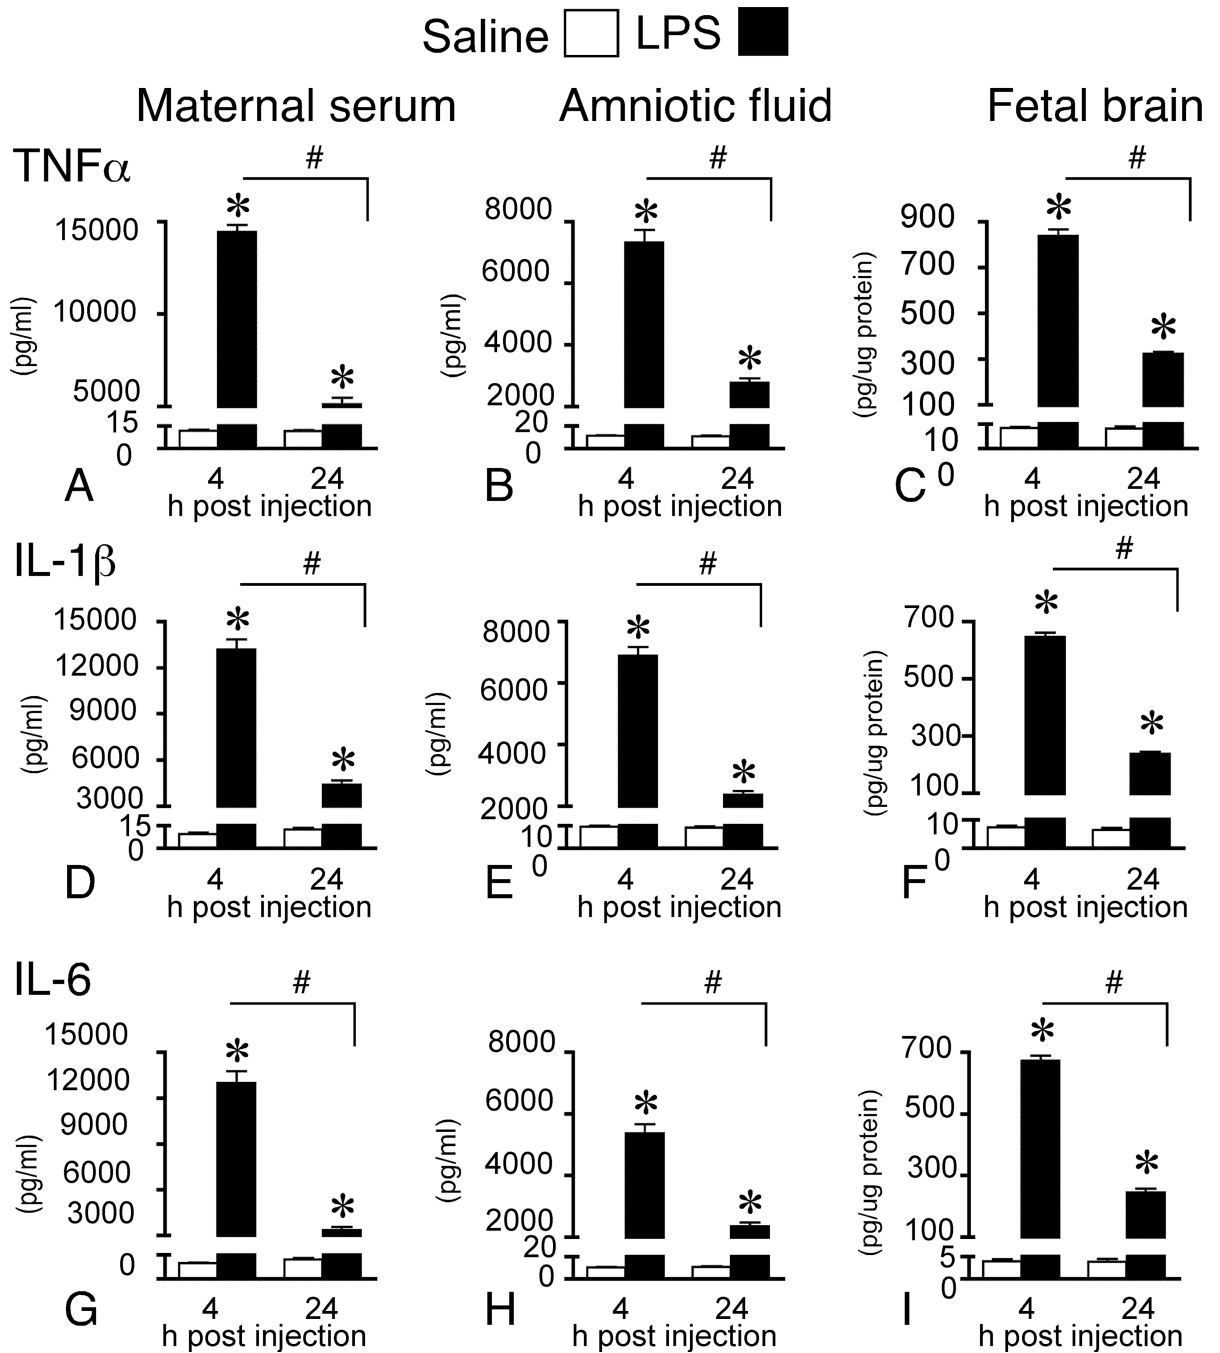 Saline LPS
Maternal serum Amniotic fluid Fetal brain
TNFα
# # #
* * *
* * *
15000
10000
5000
15
0
(pg/ml)
8000
6000
4000
2000
20
0
(pg/ml)
900
700
500
300
100
10
0
(pg/ug protein)
A 4 24
h post injection
B 4 24
h post injection
C 4 24
h post injection
IL-1β
# # #
* * *
* * *
15000
12000
9000
6000
3000
15
0
(pg/ml)
8000
6000
4000
2000
10
0
(pg/ml)
700
500
300
100
10
0
(pg/ug protein)
D 4 24
h post injection
E 4 24
h post injection
F 4 24
h post injection
IL-6
# # #
* * *
* * *
15000
12000
9000
6000
3000
0
(pg/ml)
8000
6000
4000
2000
20
0
(pg/ml)
700
500
300
100
5
0
(pg/ug protein)
G 4 24
h post injection
H 4 24
h post injection
I 4 24
h post injection